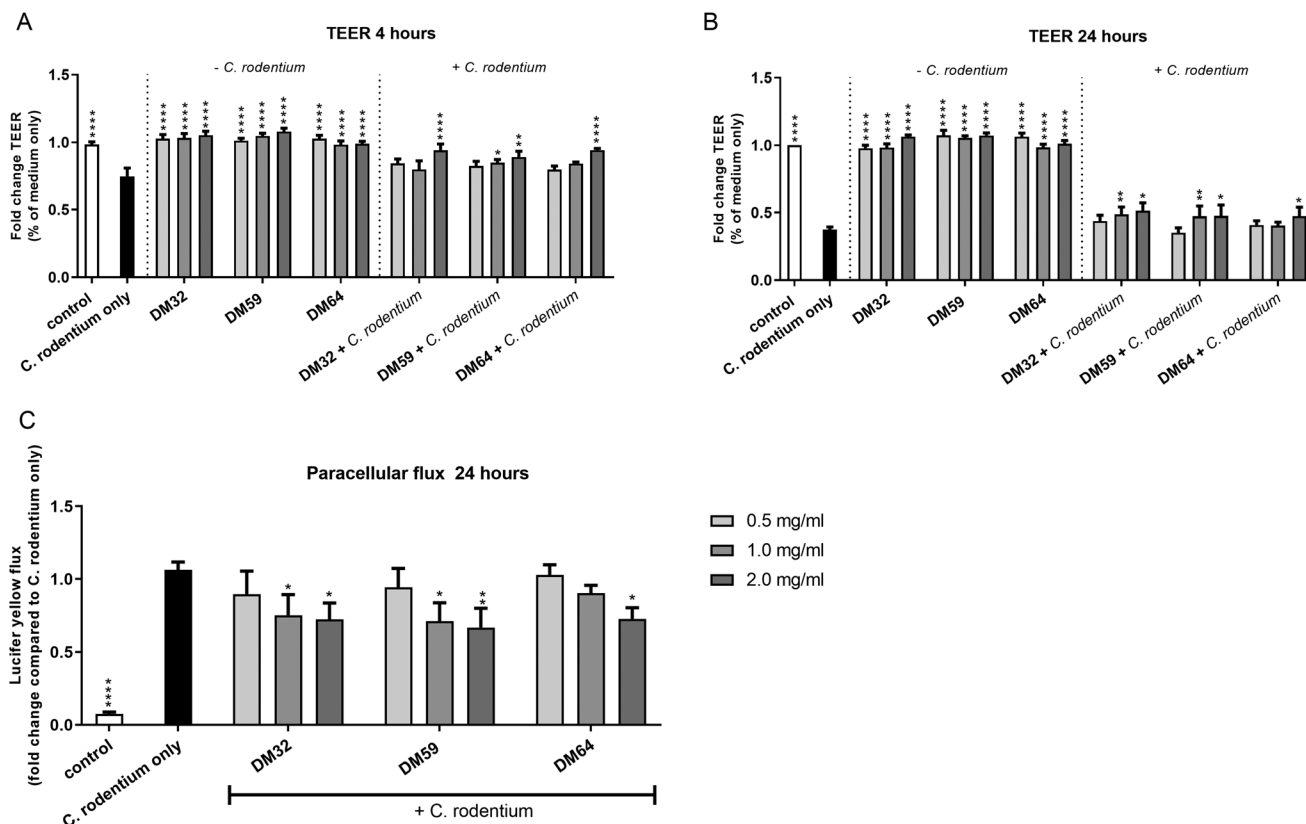 A
TEER 4 hours
- C. rodentium
+ C. rodentium
Fold change TEER
(% of medium only)
1.5
1.0
0.5
0.0
****
**** **** ****
**** **** ****
**** **** ****
****
* **
****
control
C. rodentium only
DM32
DM59
DM64
DM32 + C. rodentium
DM59 + C. rodentium
DM64 + C. rodentium
B
TEER 24 hours
- C. rodentium
+ C. rodentium
Fold change TEER
(% of medium only)
1.5
1.0
0.5
0.0
****
**** **** ****
**** **** ****
**** **** ****
** *
** *
*
control
C. rodentium only
DM32
DM59
DM64
DM32 + C. rodentium
DM59 + C. rodentium
DM64 + C. rodentium
C
Paracellular flux 24 hours
Lucifer yellow flux
(fold change compared to C. rodentium only)
1.5
1.0
0.5
0.0
****
* *
* **
*
control
C. rodentium only
DM32
DM59
DM64
+ C. rodentium
0.5 mg/ml
1.0 mg/ml
2.0 mg/ml